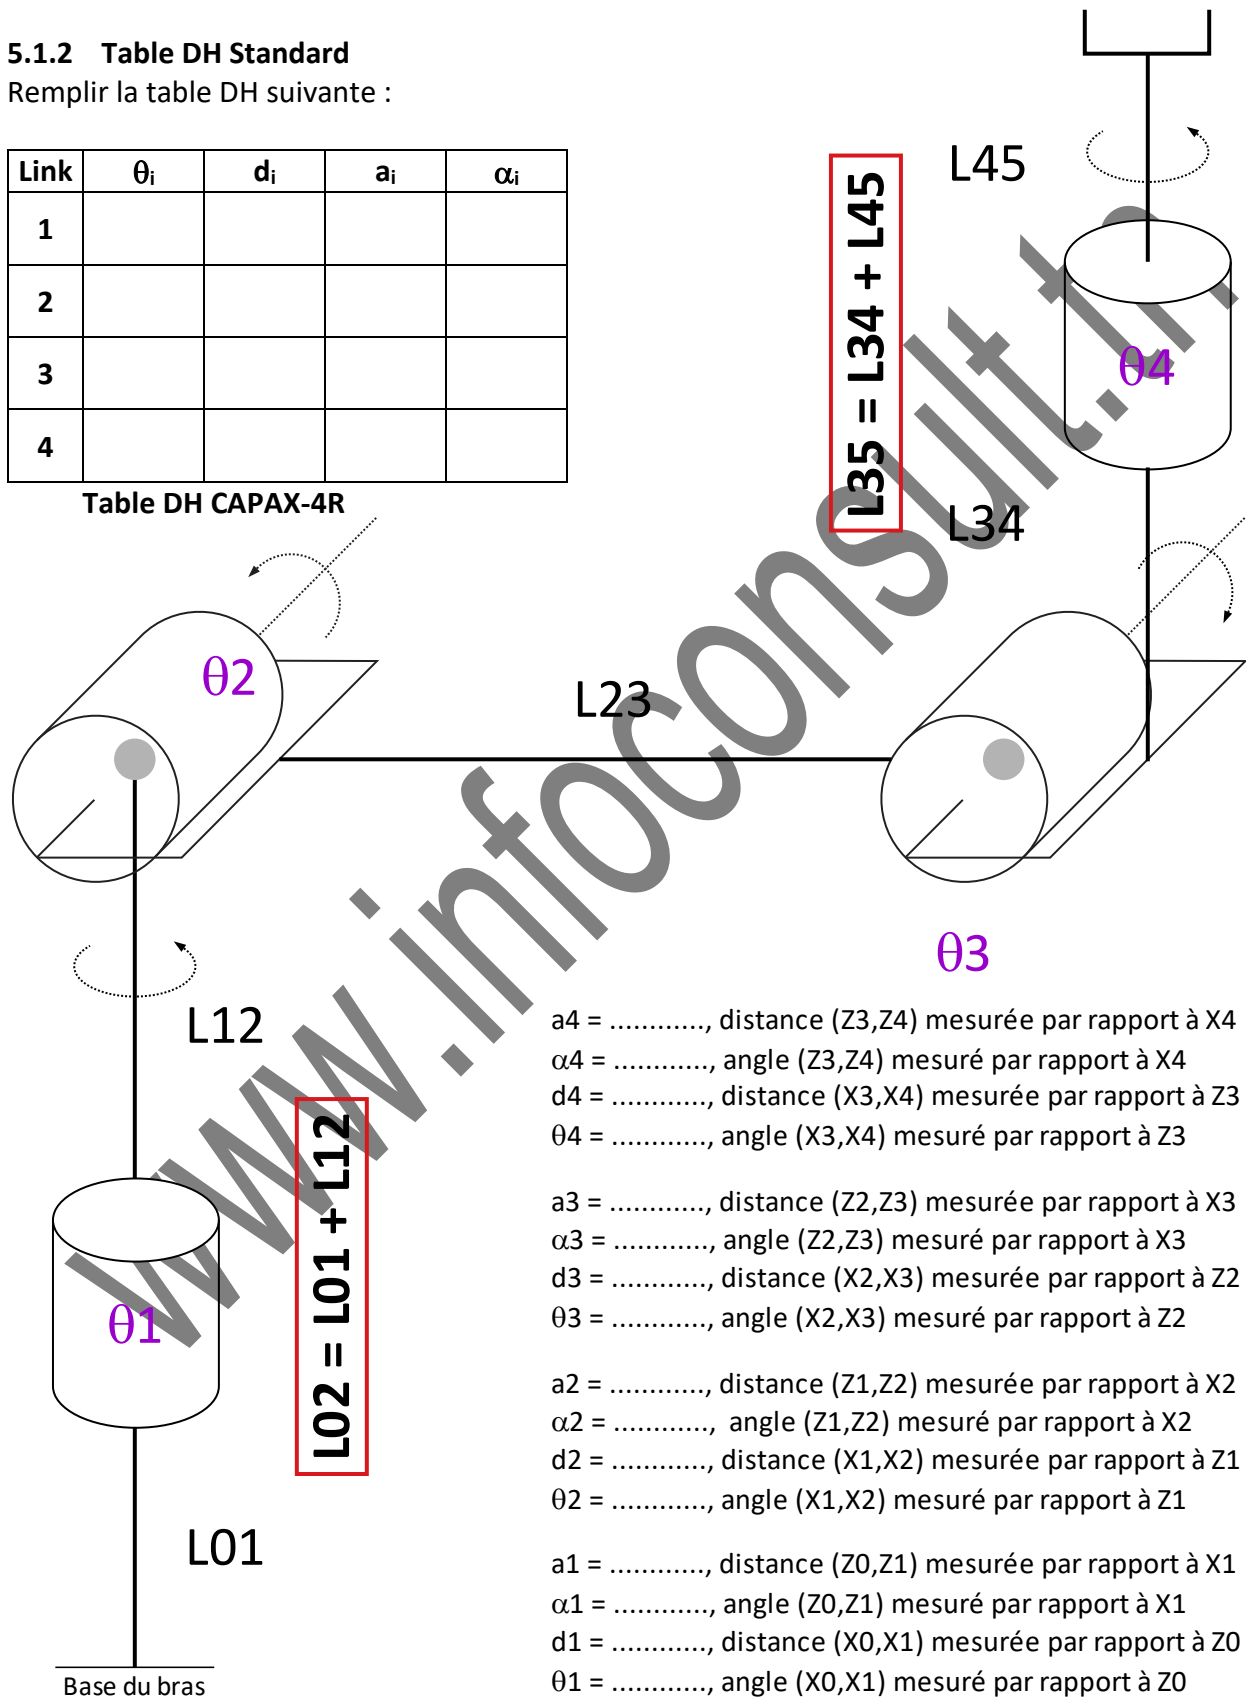 5.1.2 Table DH Standard
Remplir la table DH suivante :
Link θi di ai αi
1
2
3
4
Table DH CAPAX-4R
L45
L35 = L34 + L45
θ4
L34
θ2
L23
θ3
L12
L02 = L01 + L12
θ1
L01
Base du bras
a4 = ............, distance (Z3,Z4) mesurée par rapport à X4
α4 = ............, angle (Z3,Z4) mesuré par rapport à X4
d4 = ............, distance (X3,X4) mesurée par rapport à Z3
θ4 = ............, angle (X3,X4) mesuré par rapport à Z3
a3 = ............, distance (Z2,Z3) mesurée par rapport à X3
α3 = ............, angle (Z2,Z3) mesuré par rapport à X3
d3 = ............, distance (X2,X3) mesurée par rapport à Z2
θ3 = ............, angle (X2,X3) mesuré par rapport à Z2
a2 = ............, distance (Z1,Z2) mesurée par rapport à X2
α2 = ............, angle (Z1,Z2) mesuré par rapport à X2
d2 = ............, distance (X1,X2) mesurée par rapport à Z1
θ2 = ............, angle (X1,X2) mesuré par rapport à Z1
a1 = ............, distance (Z0,Z1) mesurée par rapport à X1
α1 = ............, angle (Z0,Z1) mesuré par rapport à X1
d1 = ............, distance (X0,X1) mesurée par rapport à Z0
θ1 = ............, angle (X0,X1) mesuré par rapport à Z0